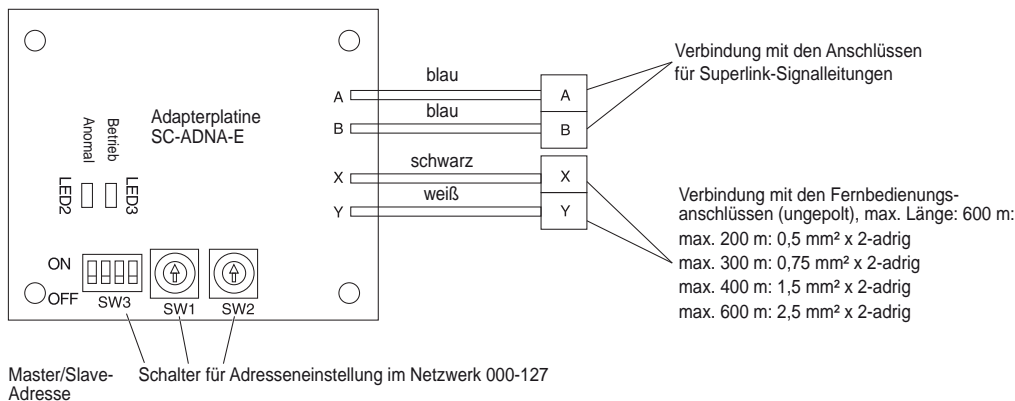 Adapterplatine
SC-ADNA-E
Anomal
Betrieb
LED2
LED3
ON
OFF
SW3
SW1
SW2
A
B
X
Y
blau
blau
schwarz
weiß
A
B
X
Y
Verbindung mit den Anschlüssen
für Superlink-Signalleitungen
Verbindung mit den Fernbedienungs-
anschlüssen (ungepolt), max. Länge: 600 m:
max. 200 m: 0,5 mm² x 2-adrig
max. 300 m: 0,75 mm² x 2-adrig
max. 400 m: 1,5 mm² x 2-adrig
max. 600 m: 2,5 mm² x 2-adrig
Master/Slave-
Adresse
Schalter für Adresseneinstellung im Netzwerk 000-127